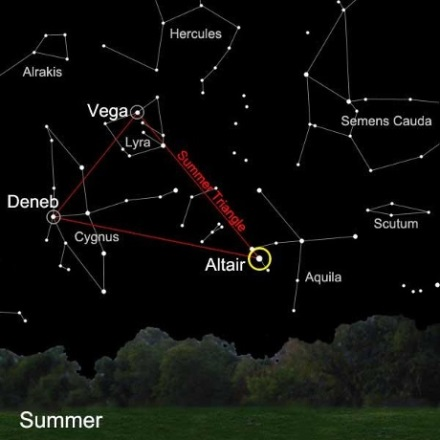 Hercules
Alrakis
Vega
Semens Cauda
Lyra
Summer Triangle
Deneb
Scutum
Cygnus
Altair
Aquila
Summer